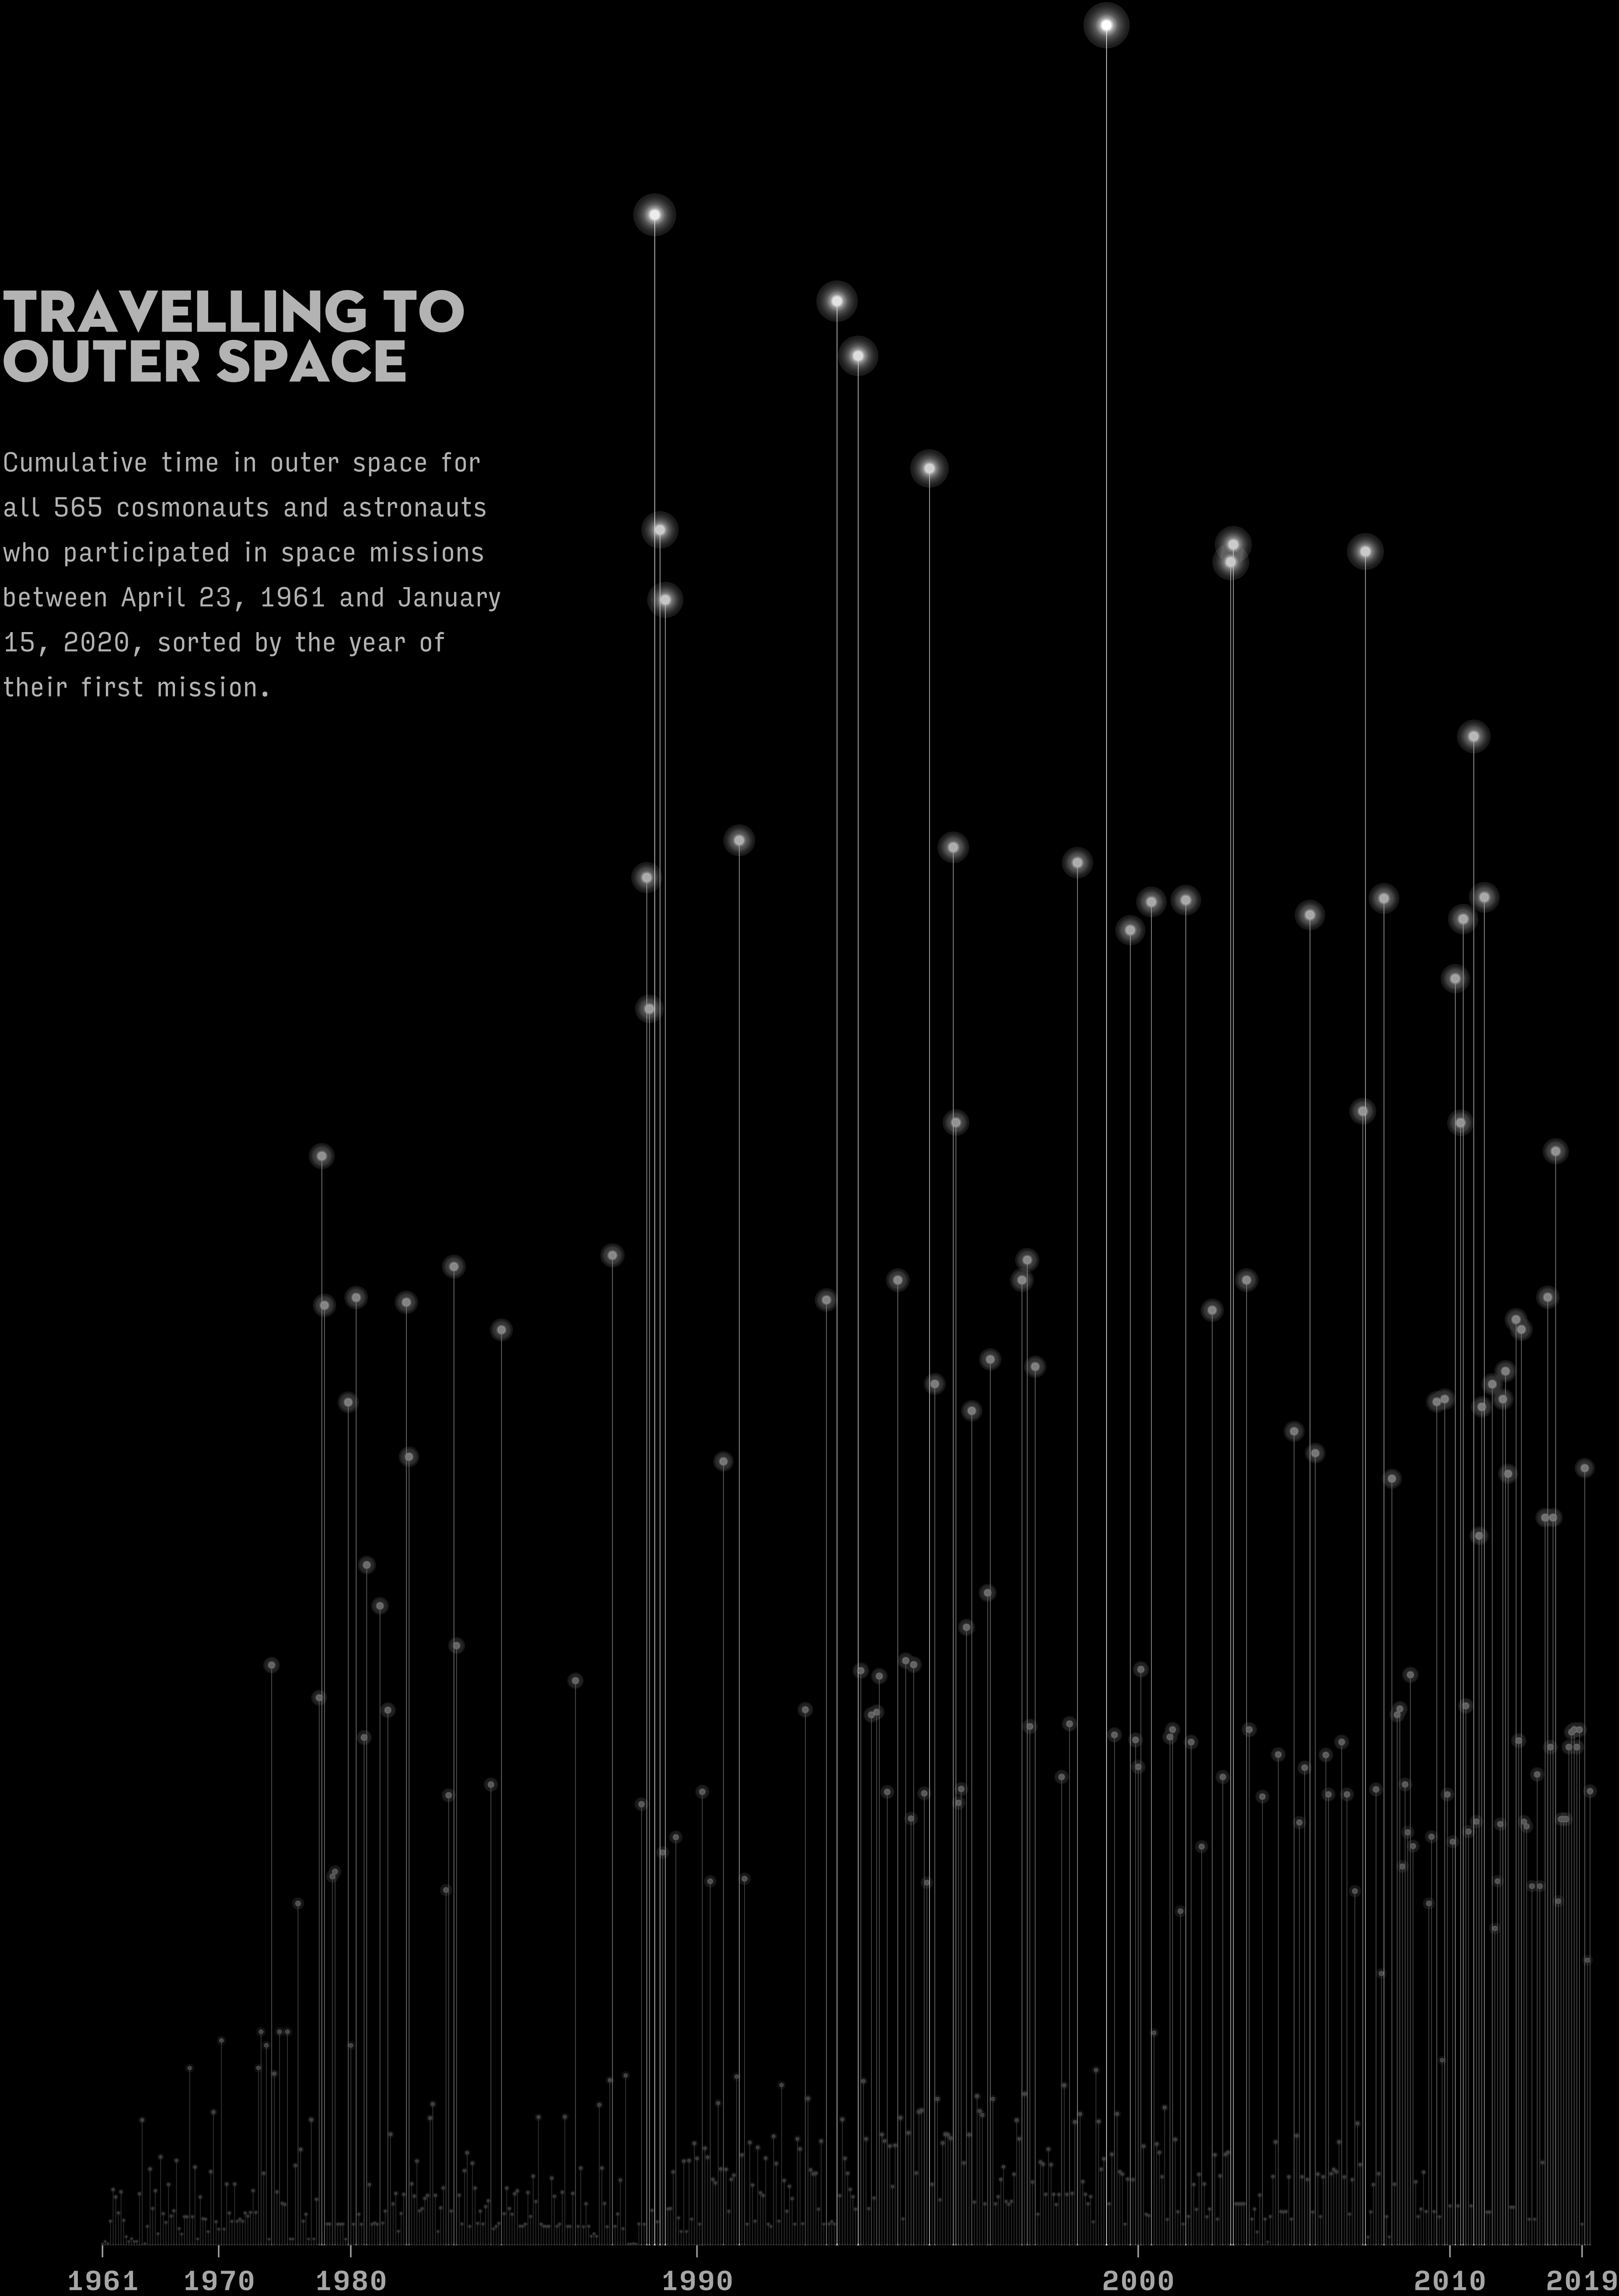 TRAVELLING TO
OUTER SPACE
Cumulative time in outer space for
all 565 cosmonauts and astronauts
who participated in space missions
between April 23, 1961 and January
15, 2020, sorted by the year of
their first mission.
1961 1970 1980 1990 2000 2010 2019